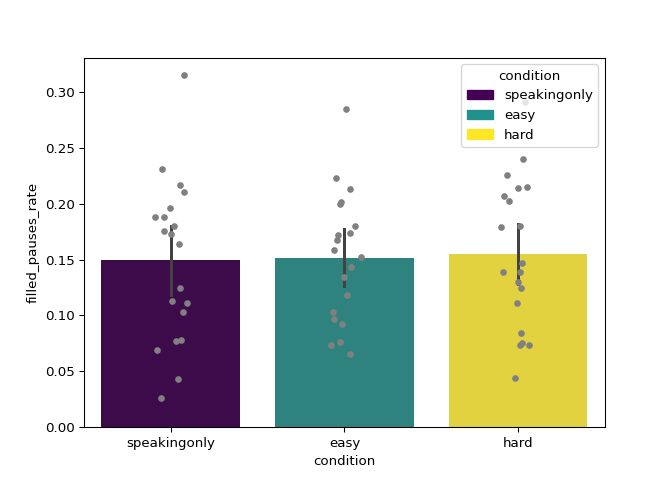 condition
speakingonly
easy
hard
0.30
0.25
0.20
0.15
0.10
0.05
0.00
filled_pauses_rate
speakingonly easy hard
condition